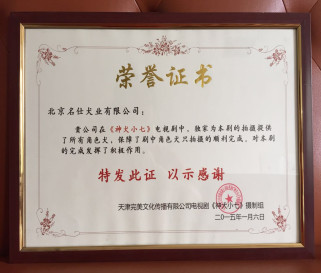 荣誉证书
北京名仕犬业有限公司：
贵公司在《神犬小七》电视剧中，独家为本剧的拍摄提供
了所有角色犬，保障了剧中角色犬只拍摄的顺利完成，对本剧
的完成发挥了积极作用。
特发此证 以示感谢
天津完美文化传播有限公司电视剧《神犬小七》摄制组
二〇一五年一月六日